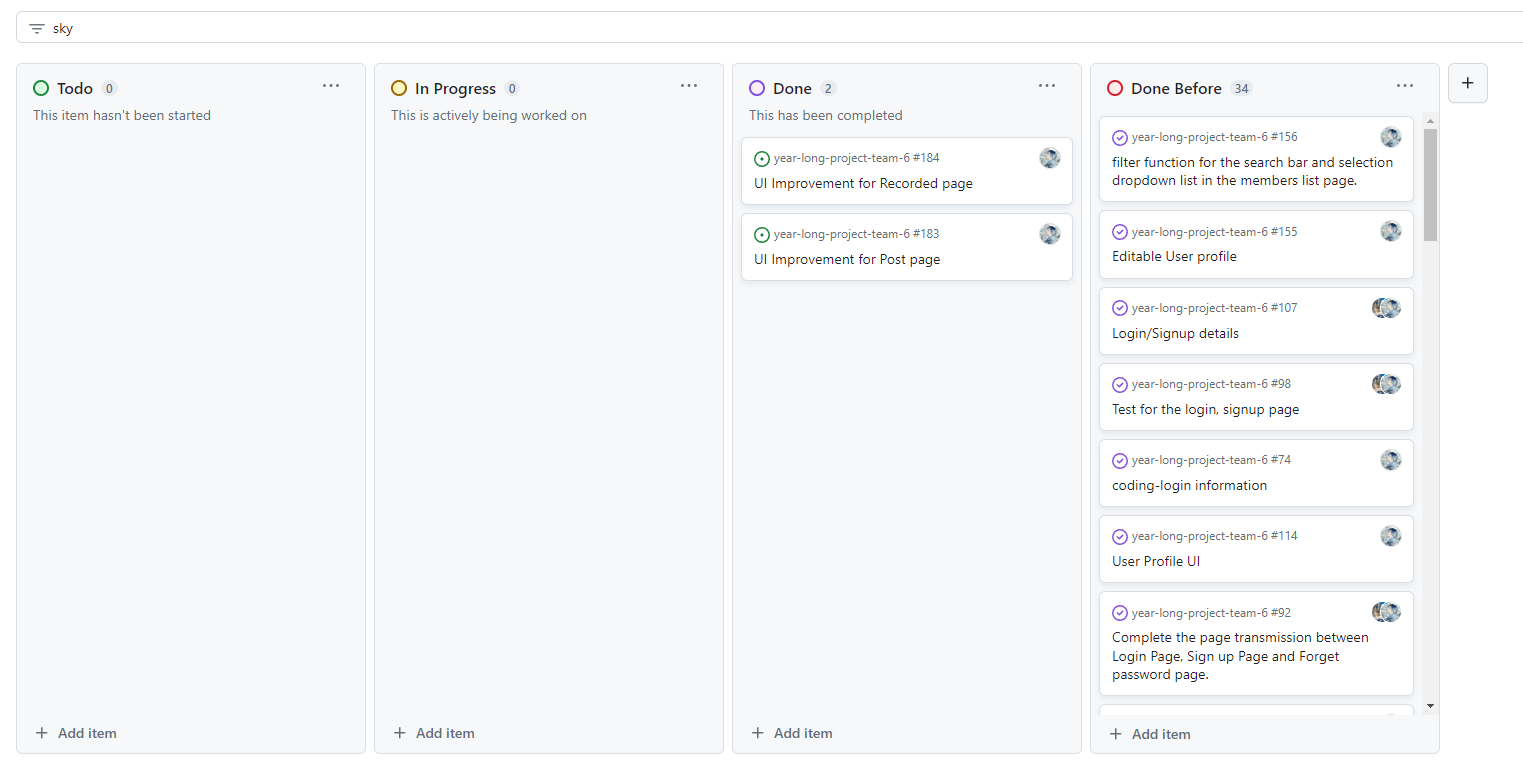 sky
Todo 0
This item hasn't been started
Add item
In Progress 0
This is actively being worked on
Add item
Done 2
This has been completed
year-long-project-team-6 #184
UI Improvement for Recorded page
year-long-project-team-6 #183
UI Improvement for Post page
Add item
Done Before 34
year-long-project-team-6 #156
filter function for the search bar and selection
dropdown list in the members list page.
year-long-project-team-6 #155
Editable User profile
year-long-project-team-6 #107
Login/Signup details
year-long-project-team-6 #98
Test for the login, signup page
year-long-project-team-6 #74
coding-login information
year-long-project-team-6 #114
User Profile UI
year-long-project-team-6 #92
Complete the page transmission between
Login Page, Sign up Page and Forget
password page.
Add item